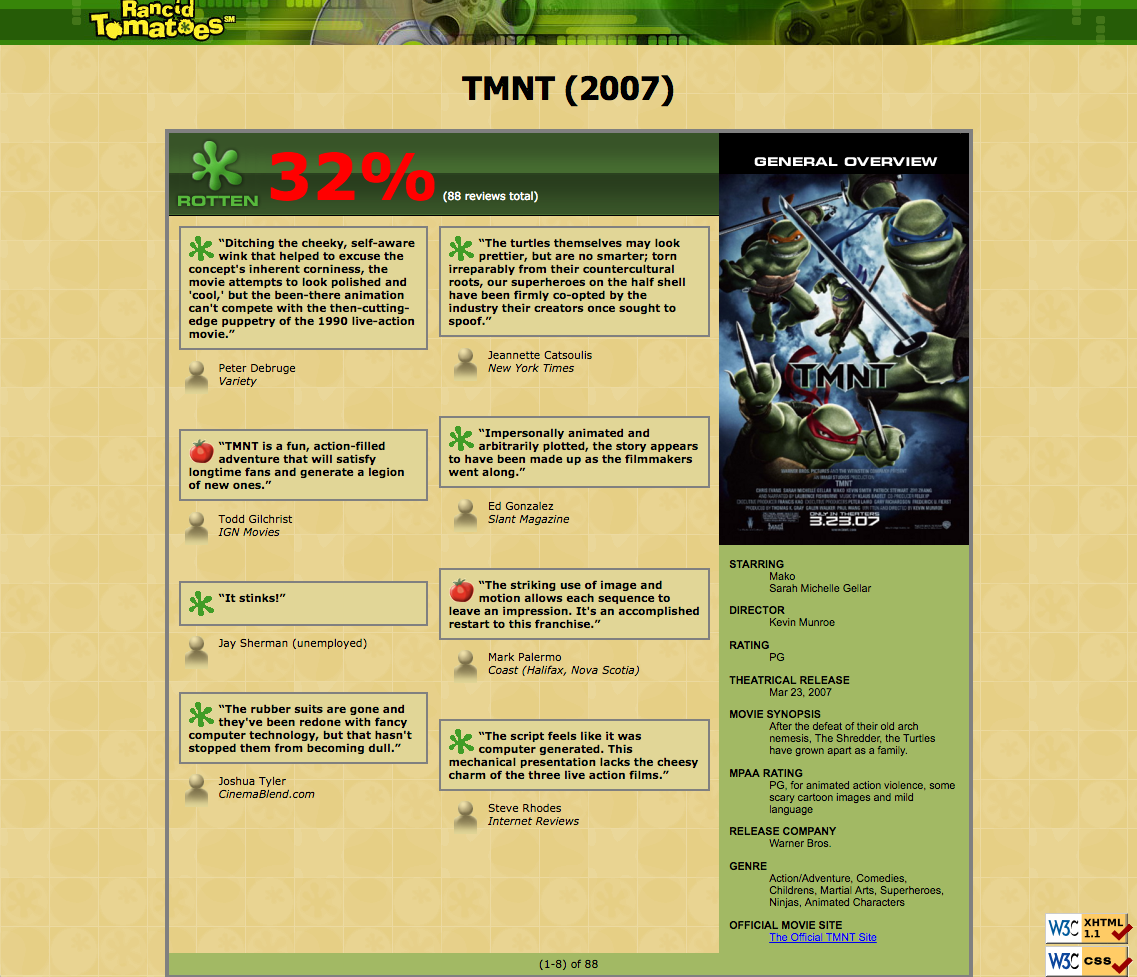 Rancid
TomatoesSM
TMNT (2007)
ROTTEN
32%
(88 reviews total)
“Ditching the cheeky, self-aware
wink that helped to excuse the
concept's inherent corniness, the
movie attempts to look polished and
'cool,' but the been-there animation
can't compete with the then-cutting-
edge puppetry of the 1990 live-action
movie.”
Peter Debruge
Variety
“TMNT is a fun, action-filled
adventure that will satisfy
longtime fans and generate a legion
of new ones.”
Todd Gilchrist
IGN Movies
“It stinks!”
Jay Sherman (unemployed)
“The rubber suits are gone and
they've been redone with fancy
computer technology, but that hasn't
stopped them from becoming dull.”
Joshua Tyler
CinemaBlend.com
“The turtles themselves may look
prettier, but are no smarter; torn
irreparably from their countercultural
roots, our superheroes on the half shell
have been firmly co-opted by the
industry their creators once sought to
spoof.”
Jeannette Catsoulis
New York Times
“Impersonally animated and
arbitrarily plotted, the story appears
to have been made up as the filmmakers
went along.”
Ed Gonzalez
Slant Magazine
“The striking use of image and
motion allows each sequence to
leave an impression. It's an accomplished
restart to this franchise.”
Mark Palermo
Coast (Halifax, Nova Scotia)
“The script feels like it was
computer generated. This
mechanical presentation lacks the cheesy
charm of the three live action films.”
Steve Rhodes
Internet Reviews
GENERAL OVERVIEW
TMNT
TMNT
ONLY IN THEATERS
3.23.07
STARRING
Mako
Sarah Michelle Gellar
DIRECTOR
Kevin Munroe
RATING
PG
THEATRICAL RELEASE
Mar 23, 2007
MOVIE SYNOPSIS
After the defeat of their old arch
nemesis, The Shredder, the Turtles
have grown apart as a family.
MPAA RATING
PG, for animated action violence, some
scary cartoon images and mild
language
RELEASE COMPANY
Warner Bros.
GENRE
Action/Adventure, Comedies,
Childrens, Martial Arts, Superheroes,
Ninjas, Animated Characters
OFFICIAL MOVIE SITE
The Official TMNT Site
(1-8) of 88
W3C XHTML
1.1
W3C CSS